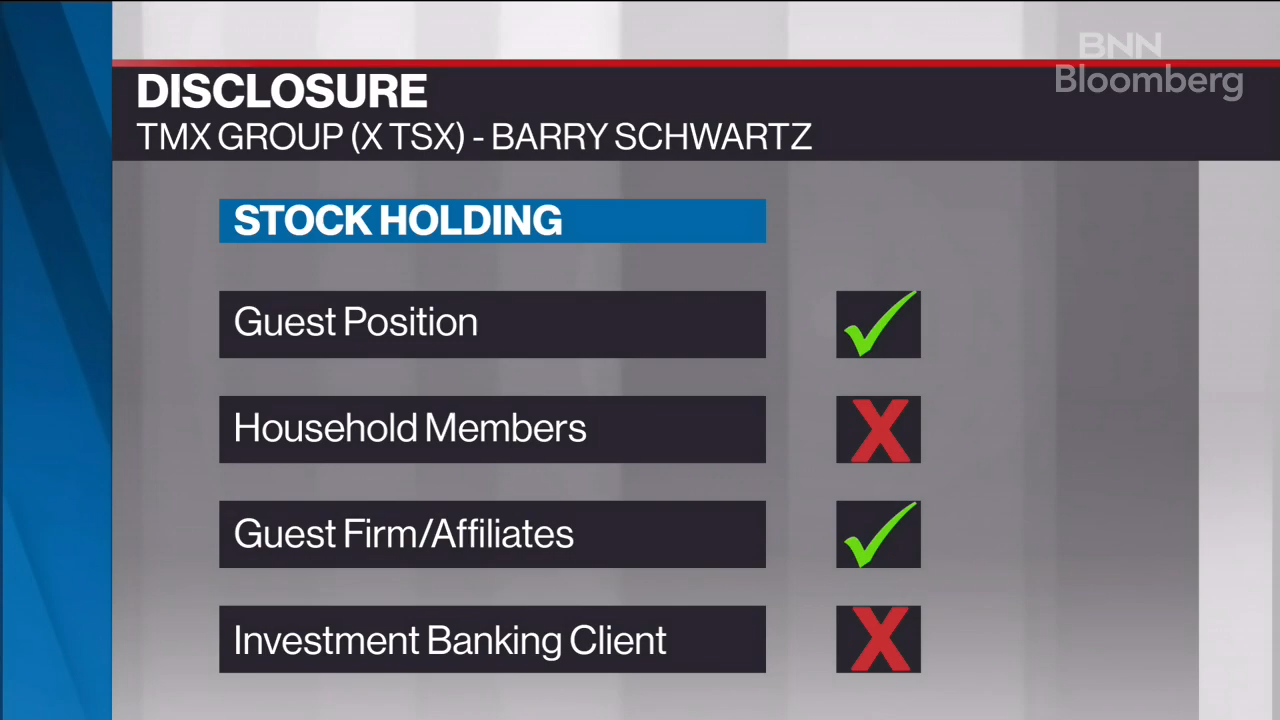 BNN
Bloomberg
DISCLOSURE
TMX GROUP (X TSX) - BARRY SCHWARTZ
STOCK HOLDING
Guest Position
Household Members
X
Guest Firm/Affiliates
Investment Banking Client
X